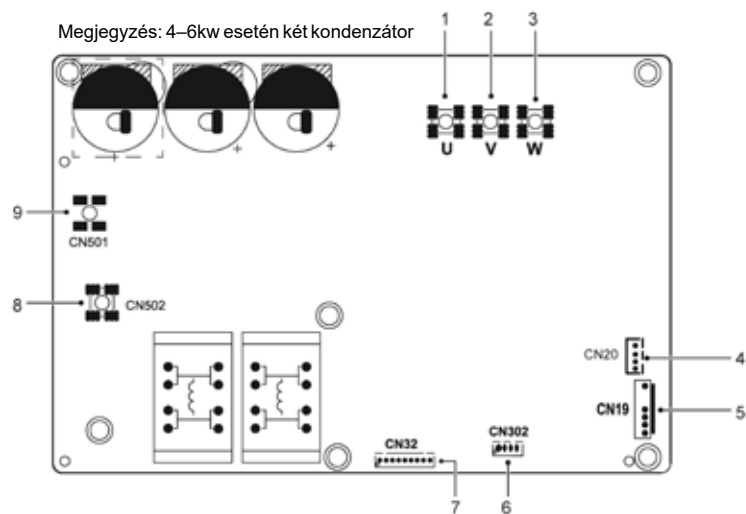 Megjegyzés: 4–6kw esetén két kondenzátor
1 2 3
U V W
9
CN501
8 CN502
CN20 4
CN19 5
CN32 CN302
7 6